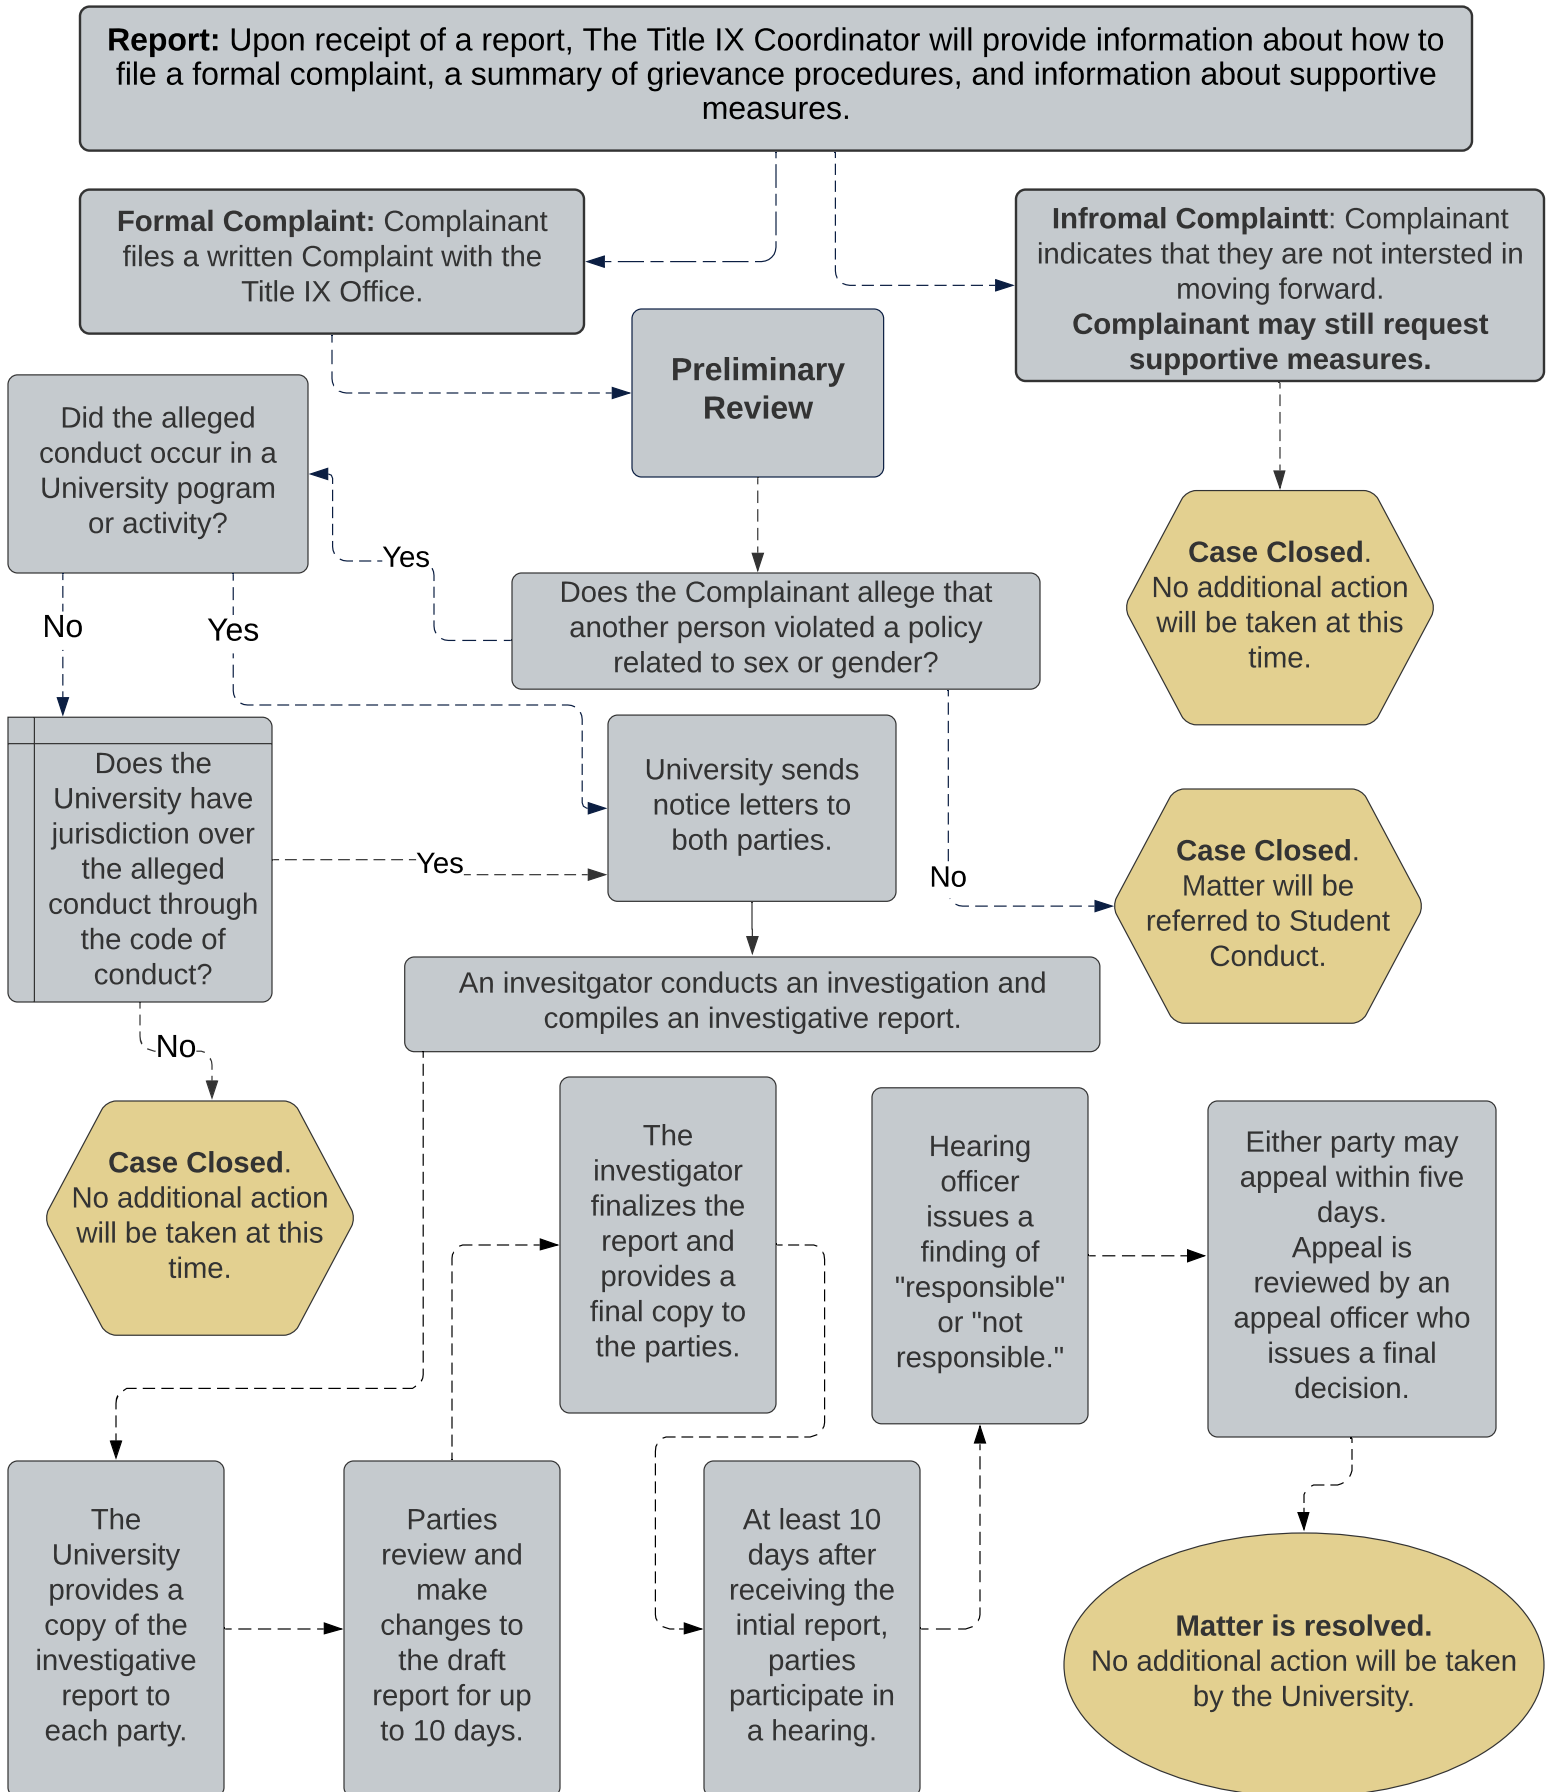 Report: Upon receipt of a report, The Title IX Coordinator will provide information about how to
file a formal complaint, a summary of grievance procedures, and information about supportive
measures.
Formal Complaint: Complainant
files a written Complaint with the
Title IX Office.
Infromal Complaintt: Complainant
indicates that they are not intersted in
moving forward.
Complainant may still request
supportive measures.
Preliminary
Review
Did the alleged
conduct occur in a
University pogram
or activity?
Yes
Does the Complainant allege that
another person violated a policy
related to sex or gender?
Case Closed.
No additional action
will be taken at this
time.
No
Yes
University sends
notice letters to
both parties.
Does the
University have
jurisdiction over
the alleged
conduct through
the code of
conduct?
Yes
No
Case Closed.
Matter will be
referred to Student
Conduct.
An invesitgator conducts an investigation and
compiles an investigative report.
No
Case Closed.
No additional action
will be taken at this
time.
The
investigator
finalizes the
report and
provides a
final copy to
the parties.
Hearing
officer
issues a
finding of
"responsible"
or "not
responsible."
Either party may
appeal within five
days.
Appeal is
reviewed by an
appeal officer who
issues a final
decision.
The
University
provides a
copy of the
investigative
report to
each party.
Parties
review and
make
changes to
the draft
report for up
to 10 days.
At least 10
days after
receiving the
intial report,
parties
participate in
a hearing.
Matter is resolved.
No additional action will be taken
by the University.